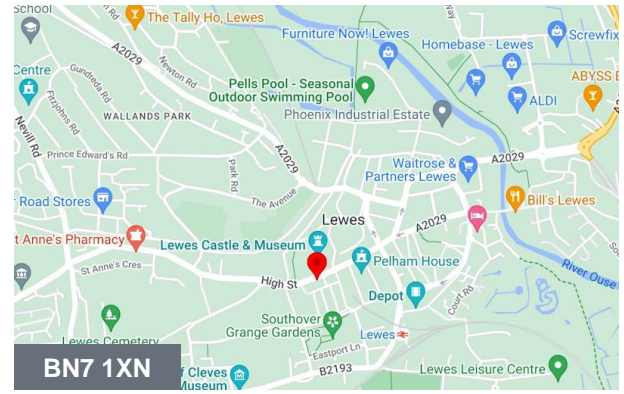 school
The Tally Ho, Lewes
A2029
Furniture Now! Lewes
Homebase - Lewes
Screwfix
Way
Centre
Gundreda Rd
Newton Rd
Fitzjohns Rd
WALLANDS PARK
Nevill Rd
Pells Pool - Seasonal
Outdoor Swimming Pool
Phoenix Industrial Estate
ALDI
ABYSS
Prince Edward's Rd
Park Rd
A2029
The Avenue
Waitrose &
Partners Lewes
A2029
Road Stores
Bill's Lewes
t Anne's Pharmacy
Lewes
A2029
Lewes Castle & Museum
Pelham House
St Anne's Cres
High St
River Ouse
Depot
Court Rd
Southover
Grange Gardens
Lewes
Lewes Cemetery
Eastport Ln
B2193
Lewes Leisure Centre
f Cleves
Museum
BN7 1XN